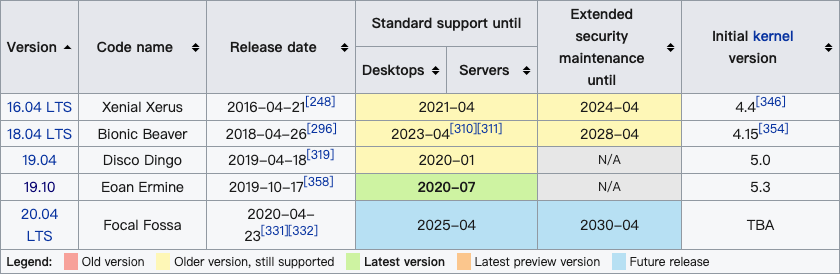 Version Code name Release date Standard support until Extended security maintenance until Initial kernel version
Desktops Servers
16.04 LTS Xenial Xerus 2016-04-21[248] 2021-04 2024-04 4.4[346]
18.04 LTS Bionic Beaver 2018-04-26[296] 2023-04[310][311] 2028-04 4.15[354]
19.04 Disco Dingo 2019-04-18[319] 2020-01 N/A 5.0
19.10 Eoan Ermine 2019-10-17[358] 2020-07 N/A 5.3
20.04 LTS Focal Fossa 2020-04-23[331][332] 2025-04 2030-04 TBA
Legend: Old version Older version, still supported Latest version Latest preview version Future release